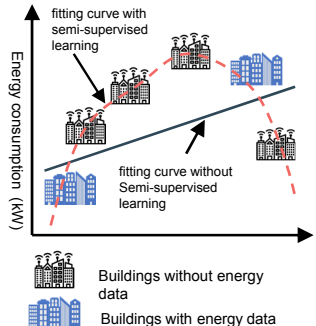 fitting curve with
semi-supervised
learning
Energy consumption (kW)
fitting curve without
Semi-supervised
learning
Buildings without energy
data
Buildings with energy data